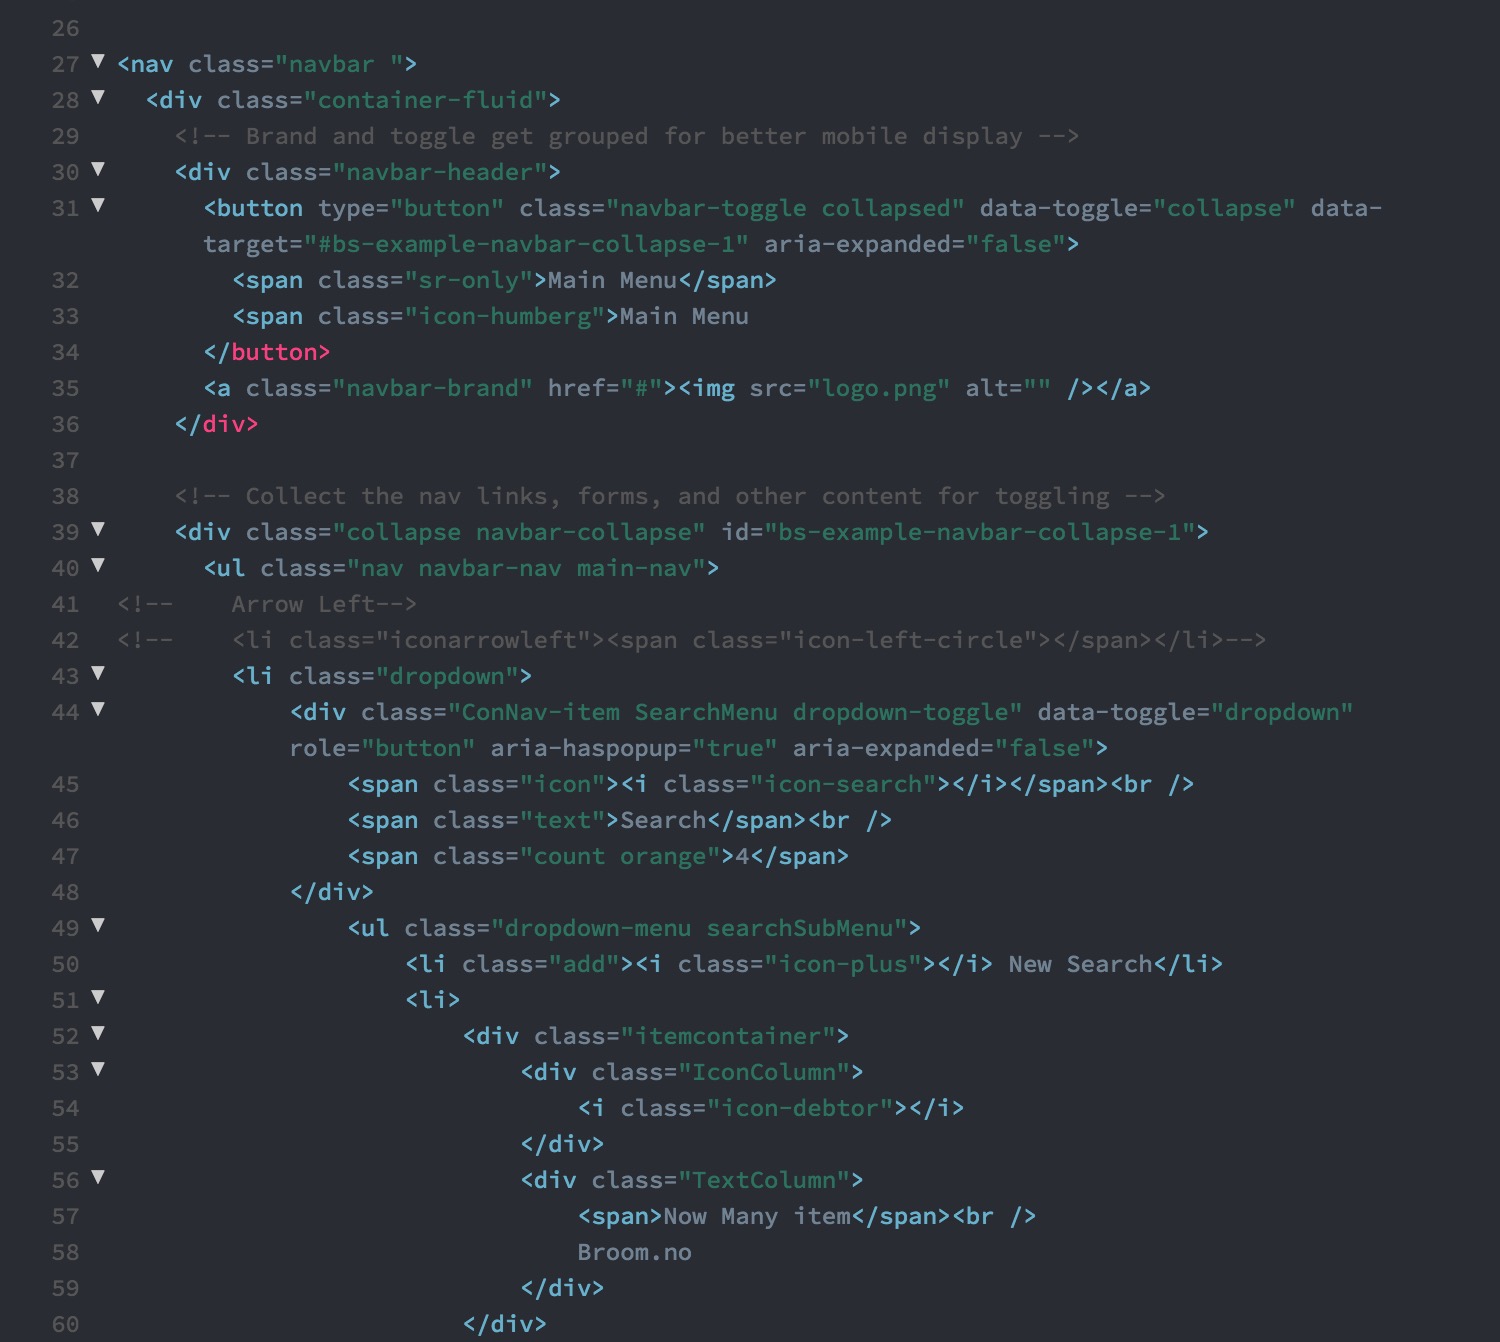 26
27 <nav class="navbar ">
28 <div class="container-fluid">
29 <!-- Brand and toggle get grouped for better mobile display -->
30 <div class="navbar-header">
31 <button type="button" class="navbar-toggle collapsed" data-toggle="collapse" data-
target="#bs-example-navbar-collapse-1" aria-expanded="false">
32 <span class="sr-only">Main Menu</span>
33 <span class="icon-humberg">Main Menu
34 </button>
35 <a class="navbar-brand" href="#"><img src="logo.png" alt="" /></a>
36 </div>
37
38 <!-- Collect the nav links, forms, and other content for toggling -->
39 <div class="collapse navbar-collapse" id="bs-example-navbar-collapse-1">
40 <ul class="nav navbar-nav main-nav">
41 <!--    Arrow Left-->
42 <!--    <li class="iconarrowleft"><span class="icon-left-circle"></span></li>-->
43 <li class="dropdown">
44 <div class="ConNav-item SearchMenu dropdown-toggle" data-toggle="dropdown"
role="button" aria-haspopup="true" aria-expanded="false">
45 <span class="icon"><i class="icon-search"></i></span><br />
46 <span class="text">Search</span><br />
47 <span class="count orange">4</span>
48 </div>
49 <ul class="dropdown-menu searchSubMenu">
50 <li class="add"><i class="icon-plus"></i> New Search</li>
51 <li>
52 <div class="itemcontainer">
53 <div class="IconColumn">
54 <i class="icon-debtor"></i>
55 </div>
56 <div class="TextColumn">
57 <span>Now Many item</span><br />
58 Broom.no
59 </div>
60 </div>